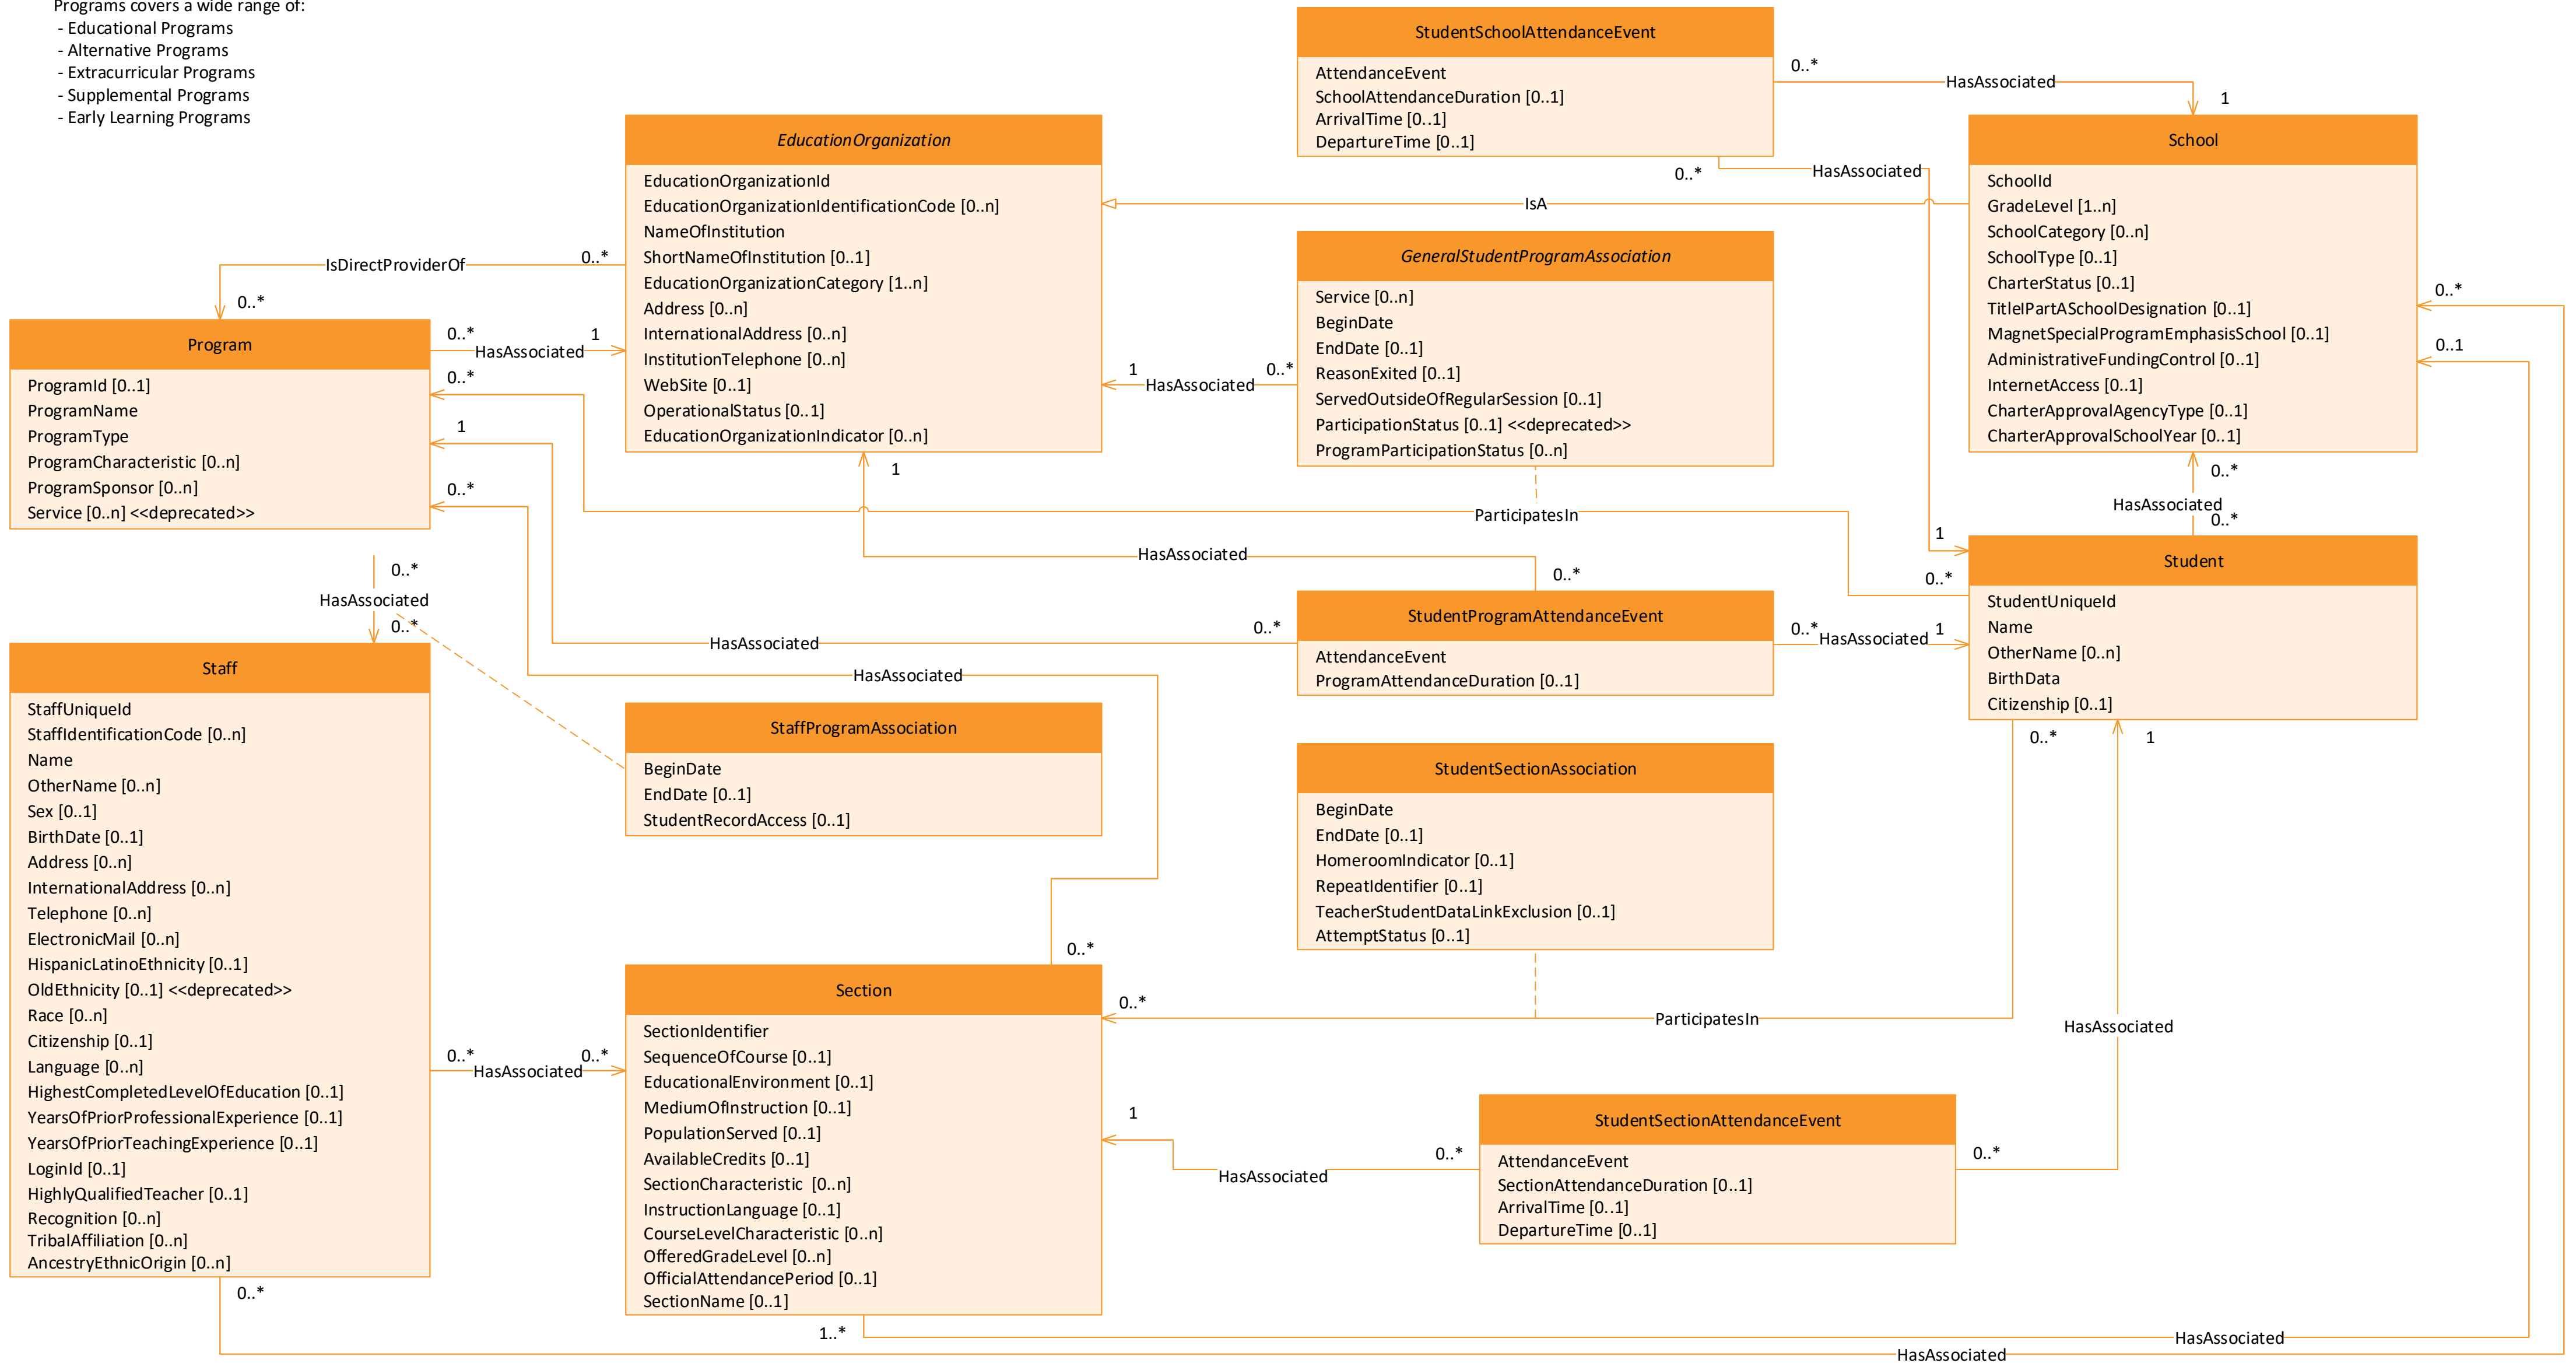 Programs covers a wide range of:
- Educational Programs
- Alternative Programs
- Extracurricular Programs
- Supplemental Programs
- Early Learning Programs
StudentSchoolAttendanceEvent
AttendanceEvent
SchoolAttendanceDuration [0..1]
ArrivalTime [0..1]
DepartureTime [0..1]
0..*
HasAssociated
1
0..*
HasAssociated
1
EducationOrganization
EducationOrganizationId
EducationOrganizationIdentificationCode [0..n]
NameOfInstitution
ShortNameOfInstitution [0..1]
EducationOrganizationCategory [1..n]
Address [0..n]
InternationalAddress [0..n]
InstitutionTelephone [0..n]
WebSite [0..1]
OperationalStatus [0..1]
EducationOrganizationIndicator [0..n]
IsA
School
SchoolId
GradeLevel [1..n]
SchoolCategory [0..n]
SchoolType [0..1]
CharterStatus [0..1]
TitleIPartASchoolDesignation [0..1]
MagnetSpecialProgramEmphasisSchool [0..1]
AdministrativeFundingControl [0..1]
InternetAccess [0..1]
CharterApprovalAgencyType [0..1]
CharterApprovalSchoolYear [0..1]
0..*
0..1
GeneralStudentProgramAssociation
Service [0..n]
BeginDate
EndDate [0..1]
ReasonExited [0..1]
ServedOutsideOfRegularSession [0..1]
ParticipationStatus [0..1] <<deprecated>>
ProgramParticipationStatus [0..n]
1
HasAssociated
0..*
IsDirectProviderOf
0..*
0..*
Program
ProgramId [0..1]
ProgramName
ProgramType
ProgramCharacteristic [0..n]
ProgramSponsor [0..n]
Service [0..n] <<deprecated>>
0..*
HasAssociated
1
0..*
1
0..*
1
ParticipatesIn
0..*
HasAssociated
0..*
0..*
HasAssociated
0..*
Student
StudentUniqueId
Name
OtherName [0..n]
BirthData
Citizenship [0..1]
0..*
1
StudentProgramAttendanceEvent
AttendanceEvent
ProgramAttendanceDuration [0..1]
0..*
HasAssociated
1
0..*
HasAssociated
HasAssociated
0..*
HasAssociated
0..*
Staff
StaffUniqueId
StaffIdentificationCode [0..n]
Name
OtherName [0..n]
Sex [0..1]
BirthDate [0..1]
Address [0..n]
InternationalAddress [0..n]
Telephone [0..n]
ElectronicMail [0..n]
HispanicLatinoEthnicity [0..1]
OldEthnicity [0..1] <<deprecated>>
Race [0..n]
Citizenship [0..1]
Language [0..n]
HighestCompletedLevelOfEducation [0..1]
YearsOfPriorProfessionalExperience [0..1]
YearsOfPriorTeachingExperience [0..1]
LoginId [0..1]
HighlyQualifiedTeacher [0..1]
Recognition [0..n]
TribalAffiliation [0..n]
AncestryEthnicOrigin [0..n]
0..*
StaffProgramAssociation
BeginDate
EndDate [0..1]
StudentRecordAccess [0..1]
StudentSectionAssociation
BeginDate
EndDate [0..1]
HomeroomIndicator [0..1]
RepeatIdentifier [0..1]
TeacherStudentDataLinkExclusion [0..1]
AttemptStatus [0..1]
0..*
0..*
ParticipatesIn
HasAssociated
Section
SectionIdentifier
SequenceOfCourse [0..1]
EducationalEnvironment [0..1]
MediumOfInstruction [0..1]
PopulationServed [0..1]
AvailableCredits [0..1]
SectionCharacteristic [0..n]
InstructionLanguage [0..1]
CourseLevelCharacteristic [0..n]
OfferedGradeLevel [0..n]
OfficialAttendancePeriod [0..1]
SectionName [0..1]
0..*
HasAssociated
0..*
1
HasAssociated
0..*
StudentSectionAttendanceEvent
AttendanceEvent
SectionAttendanceDuration [0..1]
ArrivalTime [0..1]
DepartureTime [0..1]
0..*
1..*
HasAssociated
HasAssociated